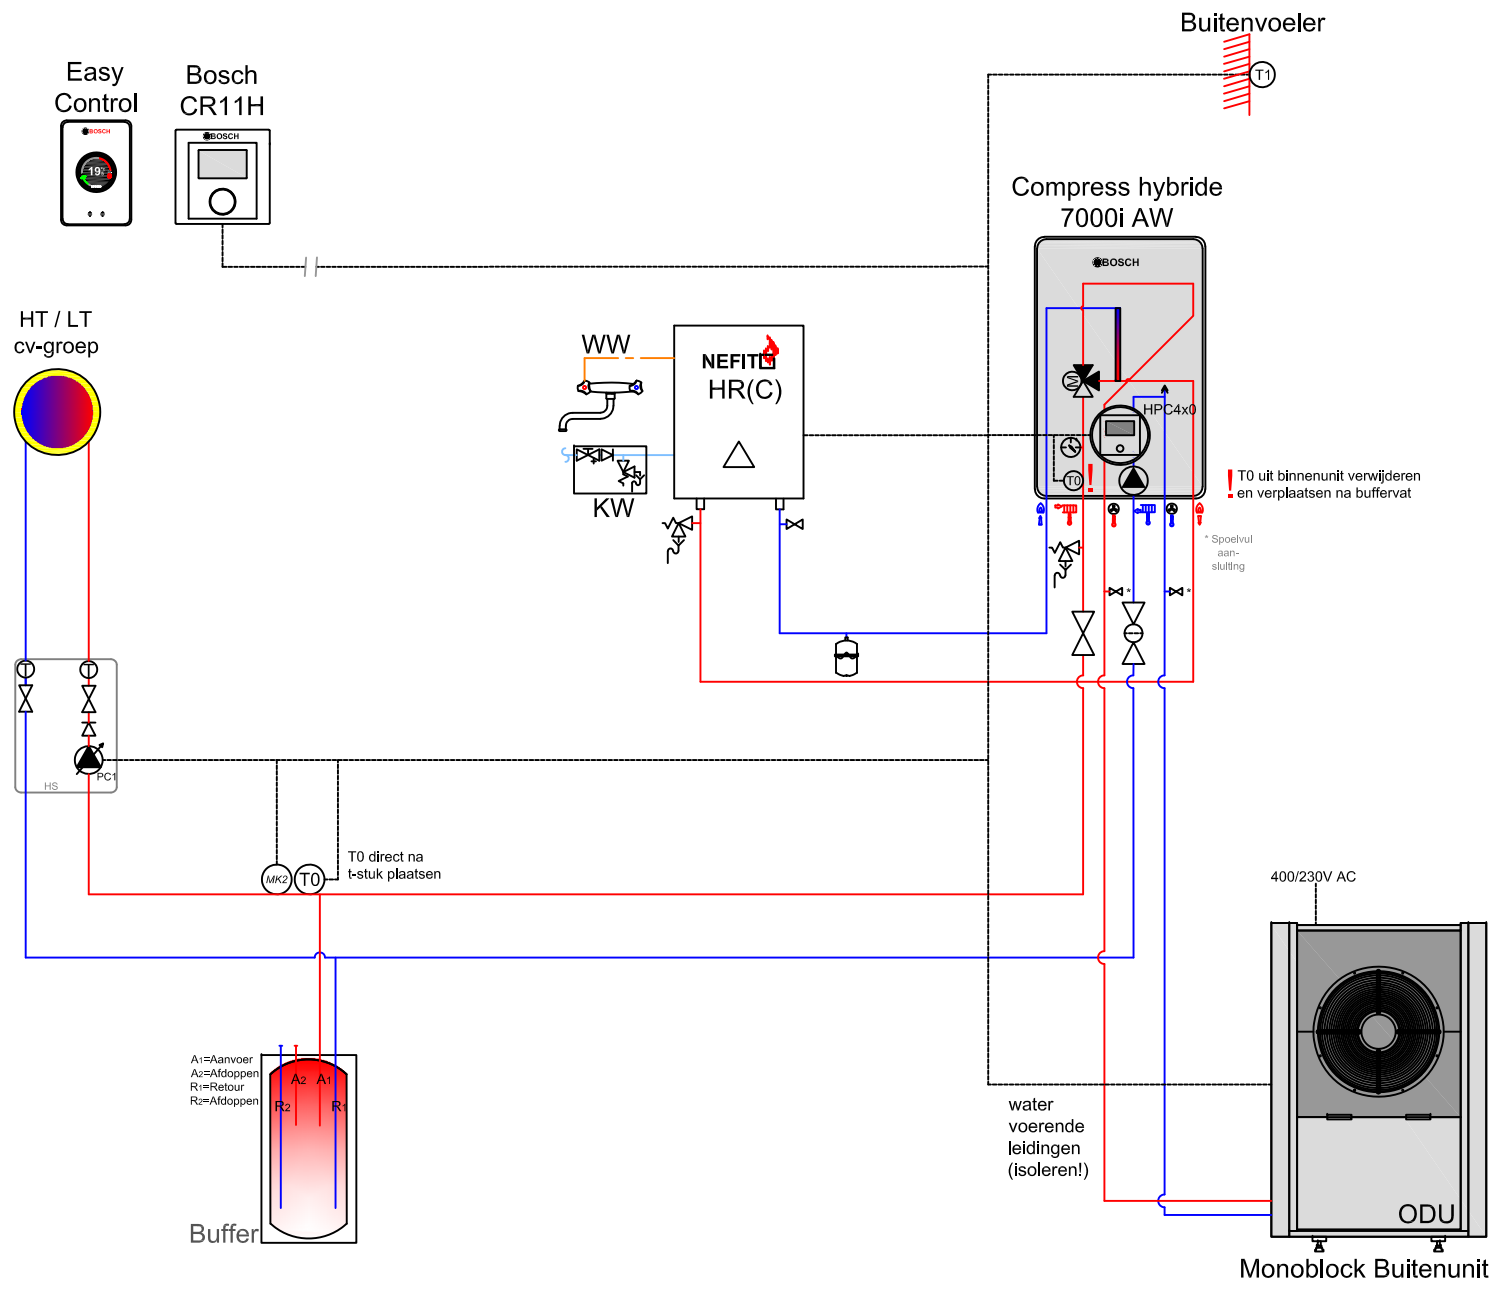 Buitenvoeler
T1
Easy
Control
BOSCH
19
Bosch
CR11H
BOSCH
Compress hybride
7000i AW
BOSCH
M
HPC4x0
T0
!
! T0 uit binnenunit verwijderen
en verplaatsen na buffervat
* Spoelvul
aan-
sluiting
*
*
HT / LT
cv-groep
WW
NEFIT
HR(C)
KW
T
T
PC1
HS
MK2
T0
T0 direct na
t-stuk plaatsen
400/230V AC
A1=Aanvoer
A2=Afdoppen
R1=Retour
R2=Afdoppen
A2
A1
R2
R1
Buffer
water
voerende
leidingen
(isoleren!)
ODU
Monoblock Buitenunit